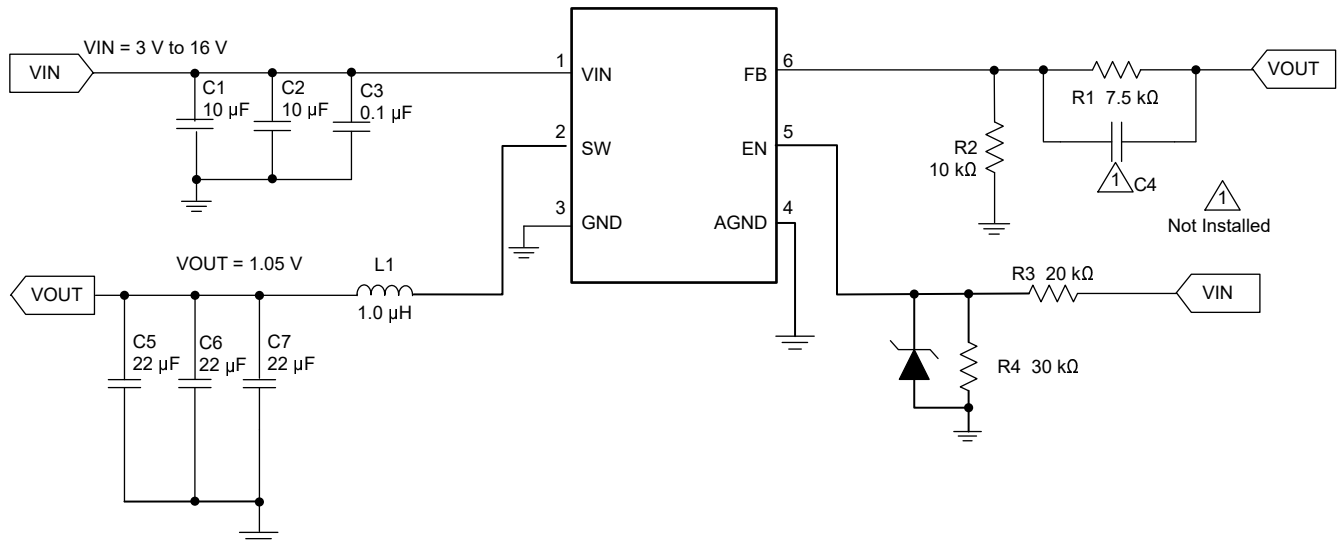 VIN = 3 V to 16 V
VIN
C1
10 µF
C2
10 µF
C3
0.1 µF
1
VIN
2
SW
3
GND
6
FB
5
EN
4
AGND
R1 7.5 kΩ
VOUT
R2
10 kΩ
1
C4
1
Not Installed
VOUT = 1.05 V
VOUT
L1
1.0 µH
C5
22 µF
C6
22 µF
C7
22 µF
R3 20 kΩ
VIN
R4 30 kΩ